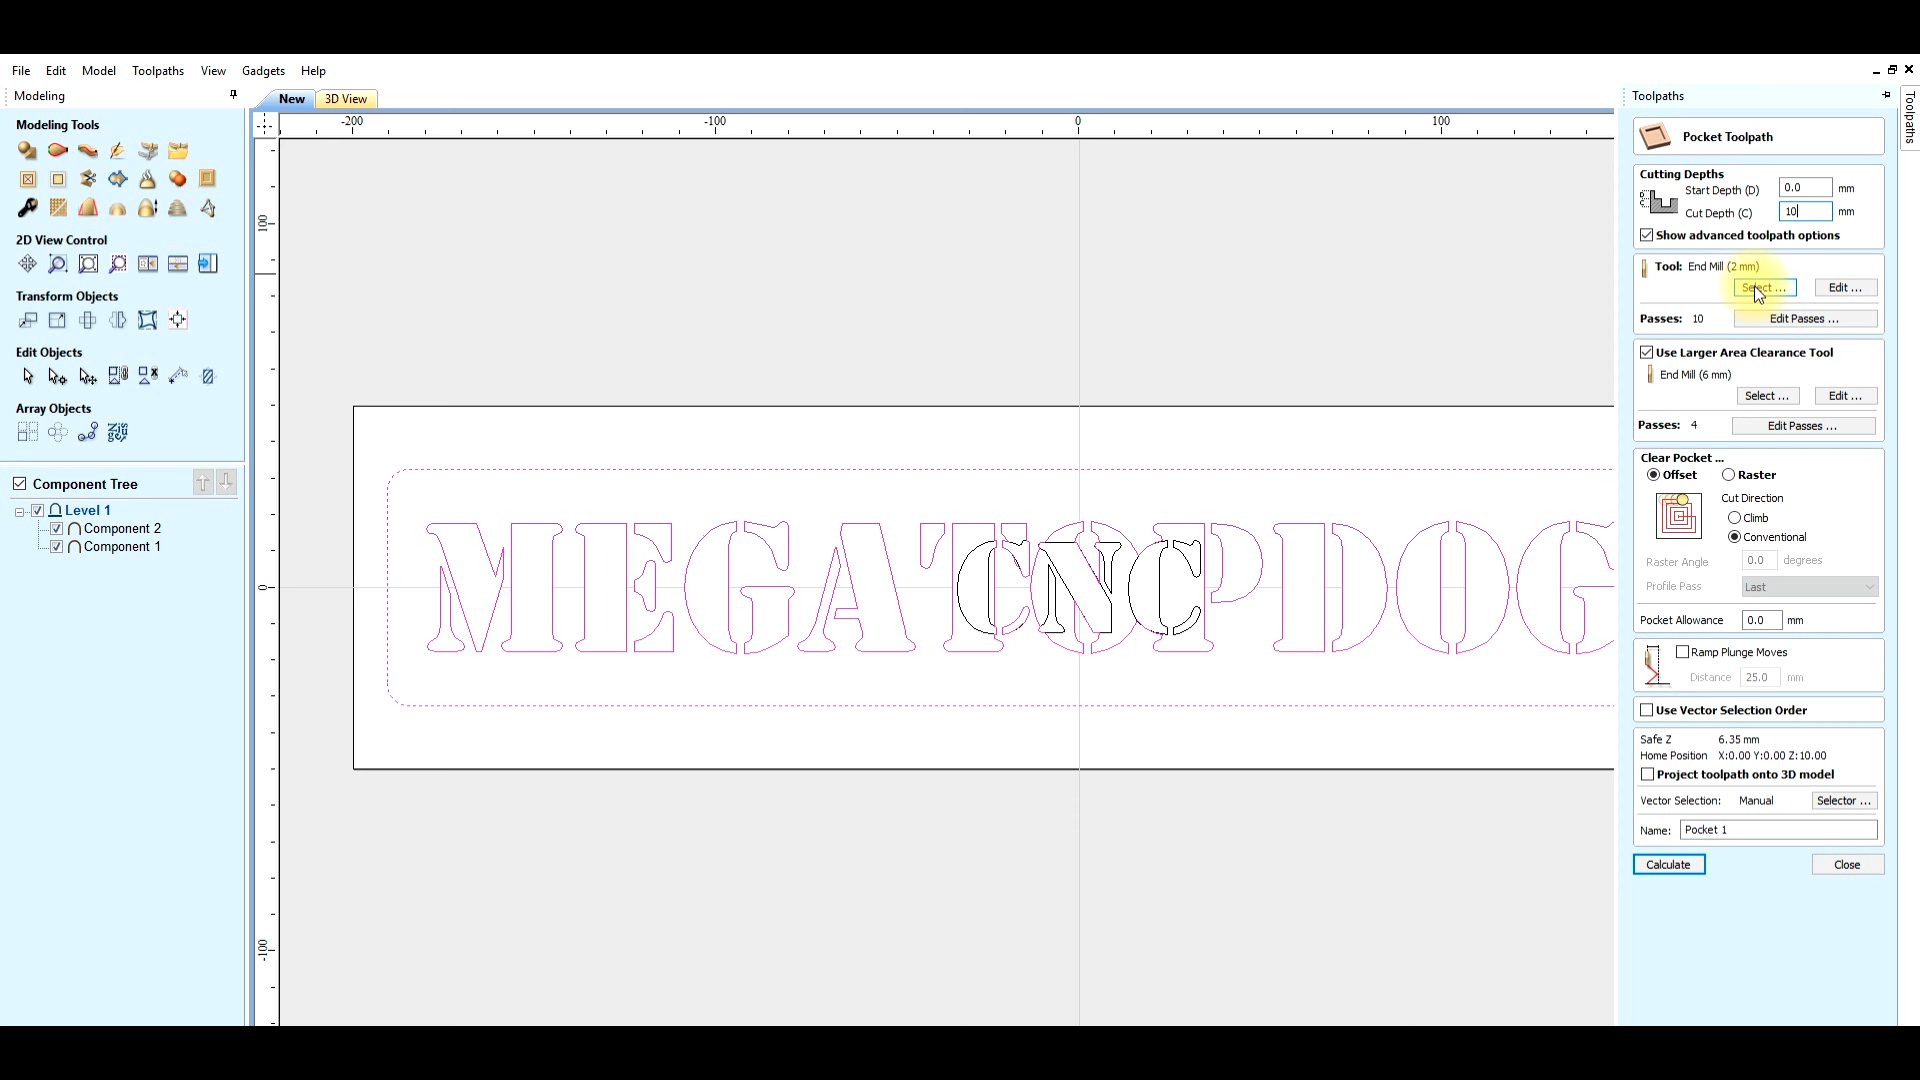 File Edit Model Toolpaths View Gadgets Help
Modeling
New 3D View
Toolpaths
Toolpaths
-200 -100 0 100
100
0
-100
Modeling Tools
2D View Control
Transform Objects
Edit Objects
Array Objects
Component Tree
Level 1
Component 2
Component 1
MEGATOPDOG
CNC
Pocket Toolpath
Cutting Depths
Start Depth (D) 0.0 mm
Cut Depth (C) 10 mm
Show advanced toolpath options
Tool: End Mill (2 mm)
Select ... Edit ...
Passes: 10 Edit Passes ...
Use Larger Area Clearance Tool
End Mill (6 mm)
Select ... Edit ...
Passes: 4 Edit Passes ...
Clear Pocket ...
Offset Raster
Cut Direction
Climb
Conventional
Raster Angle 0.0 degrees
Profile Pass Last
Pocket Allowance 0.0 mm
Ramp Plunge Moves
Distance 25.0 mm
Use Vector Selection Order
Safe Z 6.35 mm
Home Position X:0.00 Y:0.00 Z:10.00
Project toolpath onto 3D model
Vector Selection: Manual Selector ...
Name: Pocket 1
Calculate Close